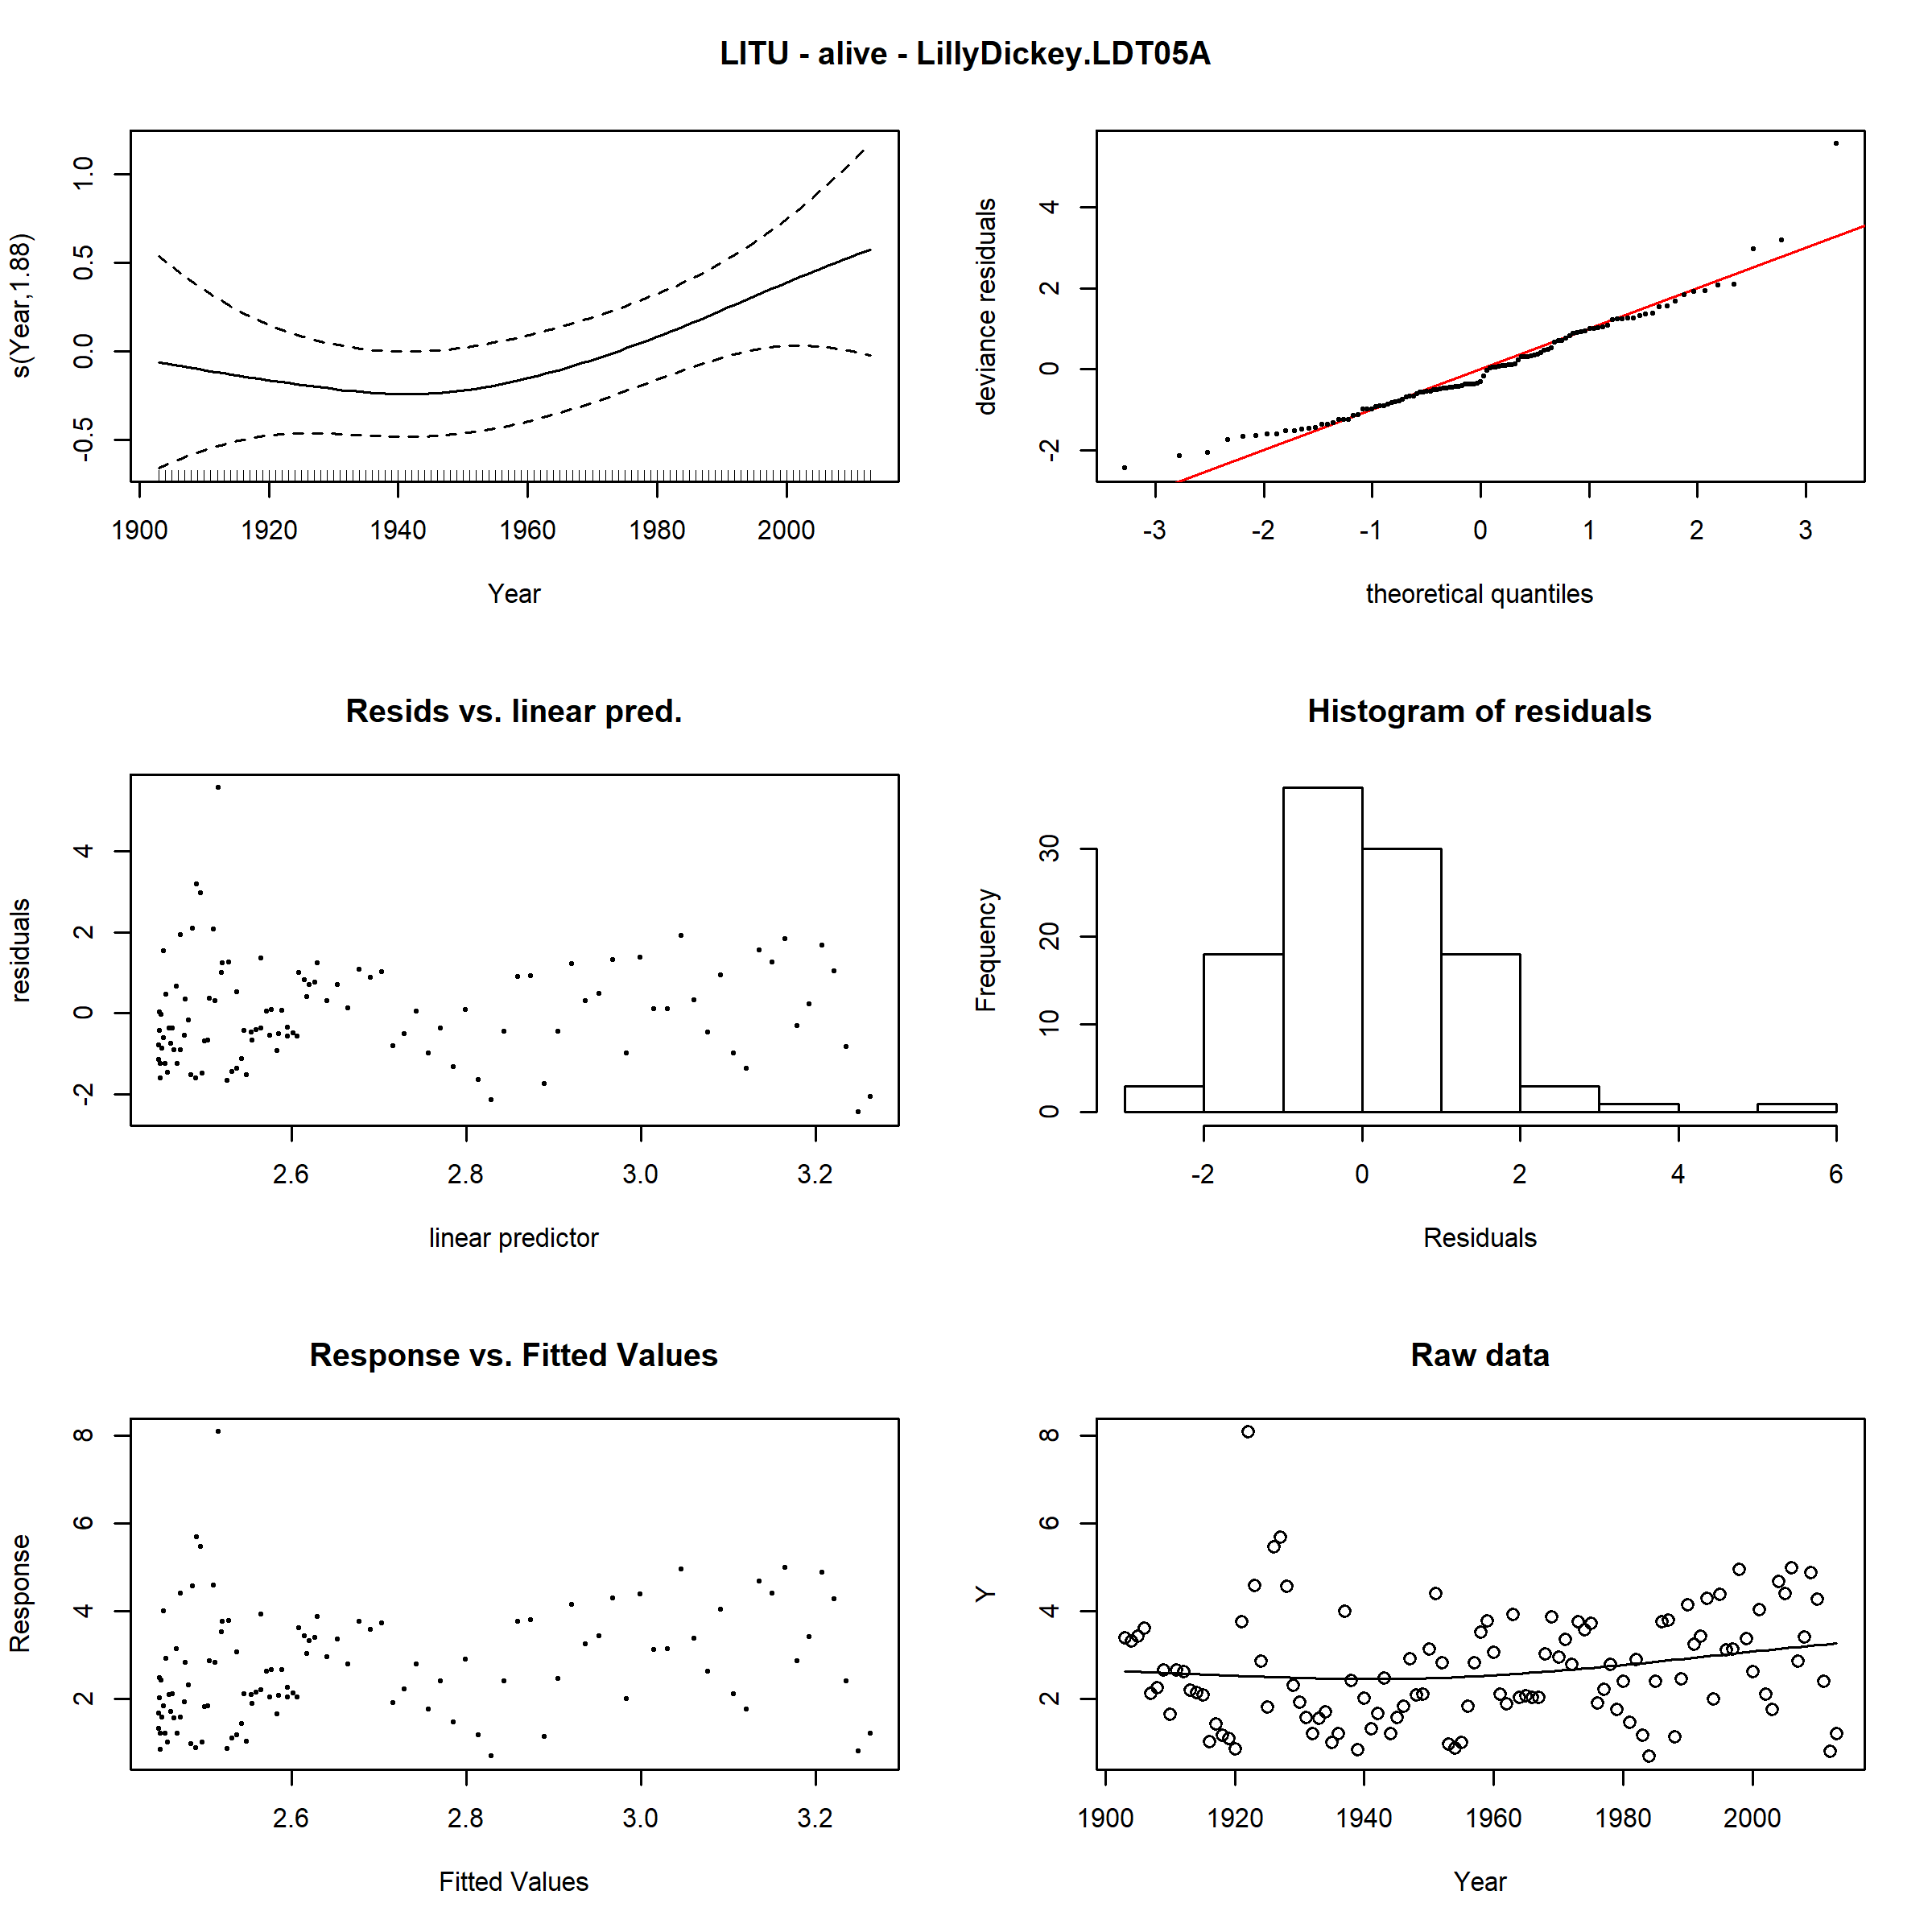 LITU - alive - LillyDickey.LDT05A
s(Year,1.88)
-0.5 0.0 0.5 1.0
1900 1920 1940 1960 1980 2000
Year
deviance residuals
-2 0 2 4
-3 -2 -1 0 1 2 3
theoretical quantiles
Resids vs. linear pred.
residuals
-2 0 2 4
2.6 2.8 3.0 3.2
linear predictor
Histogram of residuals
Frequency
0 10 20 30
-2 0 2 4 6
Residuals
Response vs. Fitted Values
Response
2 4 6 8
2.6 2.8 3.0 3.2
Fitted Values
Raw data
Y
2 4 6 8
1900 1920 1940 1960 1980 2000
Year